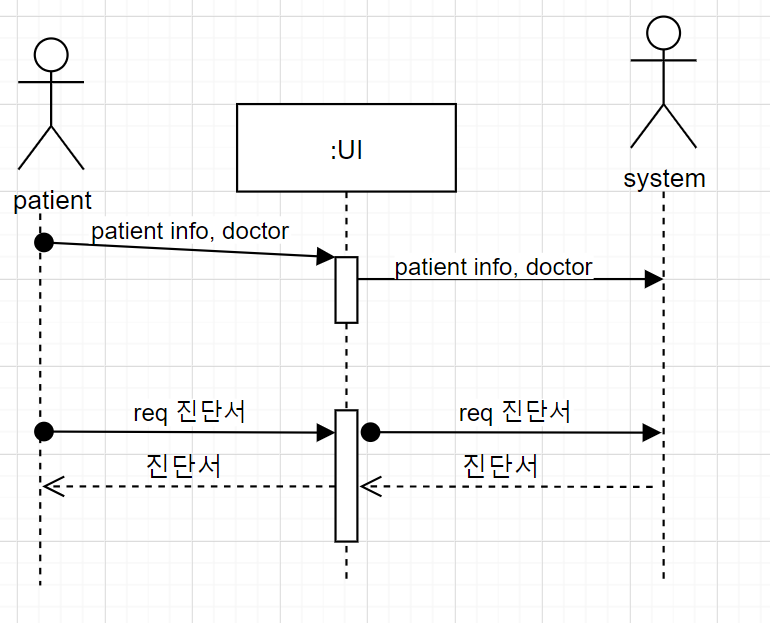 :UI
system
patient
patient info, doctor
patient info, doctor
req 진단서
req 진단서
진단서
진단서